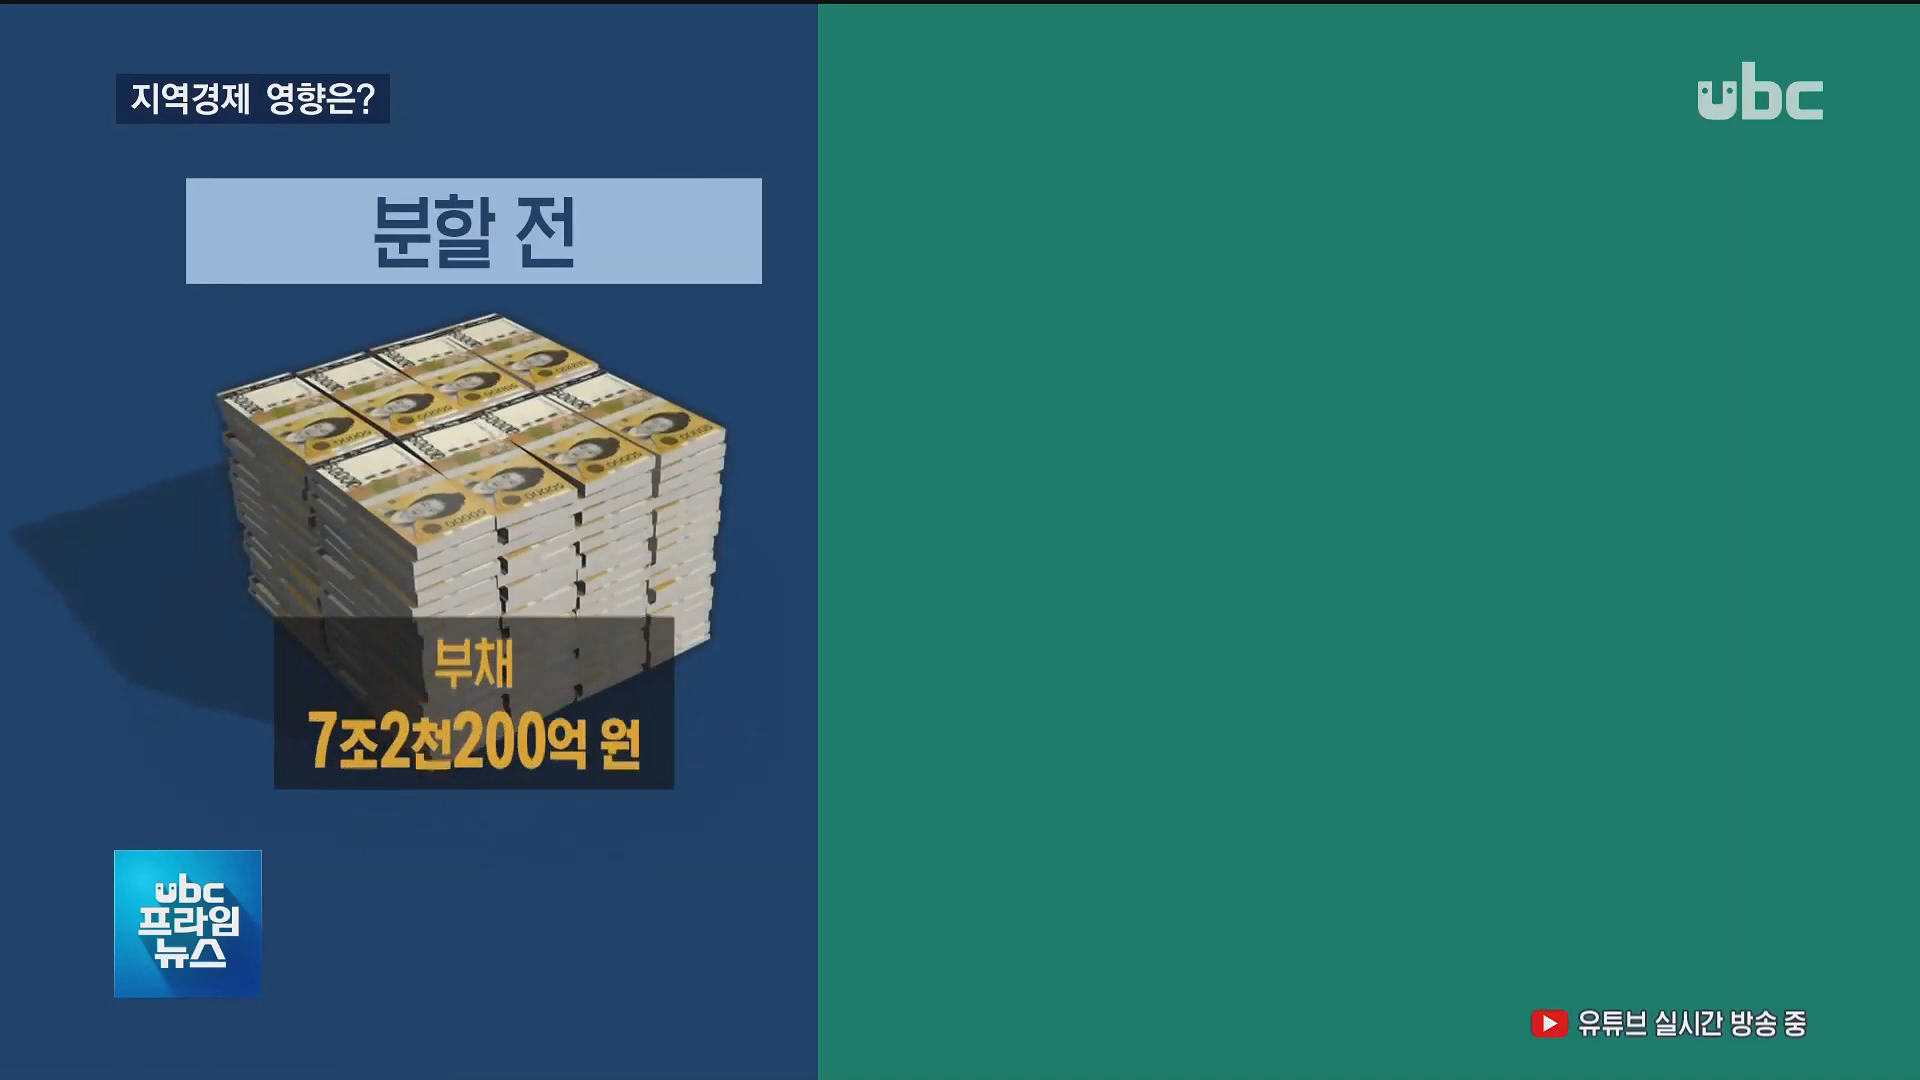 지역경제 영향은?
ubc
분할 전
부채
7조2천200억 원
ubc
프라임
뉴스
유튜브 실시간 방송 중